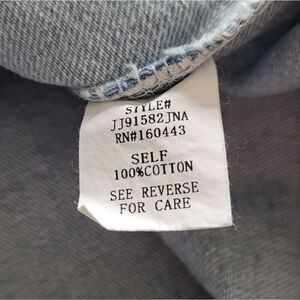 STYLE#
JJ91582JNA
RN#160443
SELF
100%COTTON
SEE REVERSE
FOR CARE